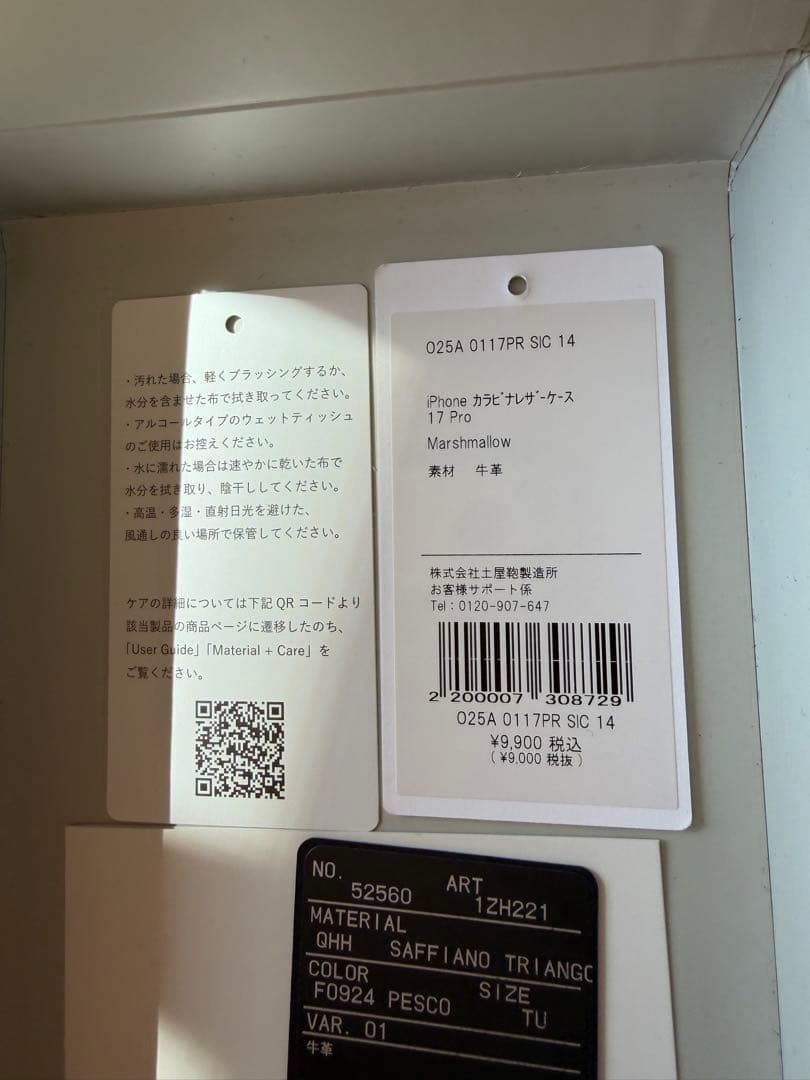 ・汚れた場合、軽くブラッシングするか、
水分を含ませた布で拭き取ってください。
・アルコールタイプのウェットティッシュ
のご使用はお控えください。
・水に濡れた場合は速やかに乾いた布で
水分を拭き取り、陰干ししてください。
・高温・多湿・直射日光を避けた、
風通しの良い場所で保管してください。
ケアの詳細については下記 QR コードより
該当製品の商品ページに遷移したのち、
「User Guide」「Material + Care」を
ご覧ください。
O25A 0117PR SIC 14
iPhone カラビナレザーケース
17 Pro
Marshmallow
素材 牛革
株式会社土屋鞄製造所
お客様サポート係
Tel：0120-907-647
2 200007 308729
O25A 0117PR SIC 14
¥9,900 税込
（ ¥9,000 税抜 ）
NO. ART
52560 1ZH221
MATERIAL
QHH SAFFIANO TRIANGO
COLOR SIZE
F0924 PESCO TU
VAR. 01
牛革